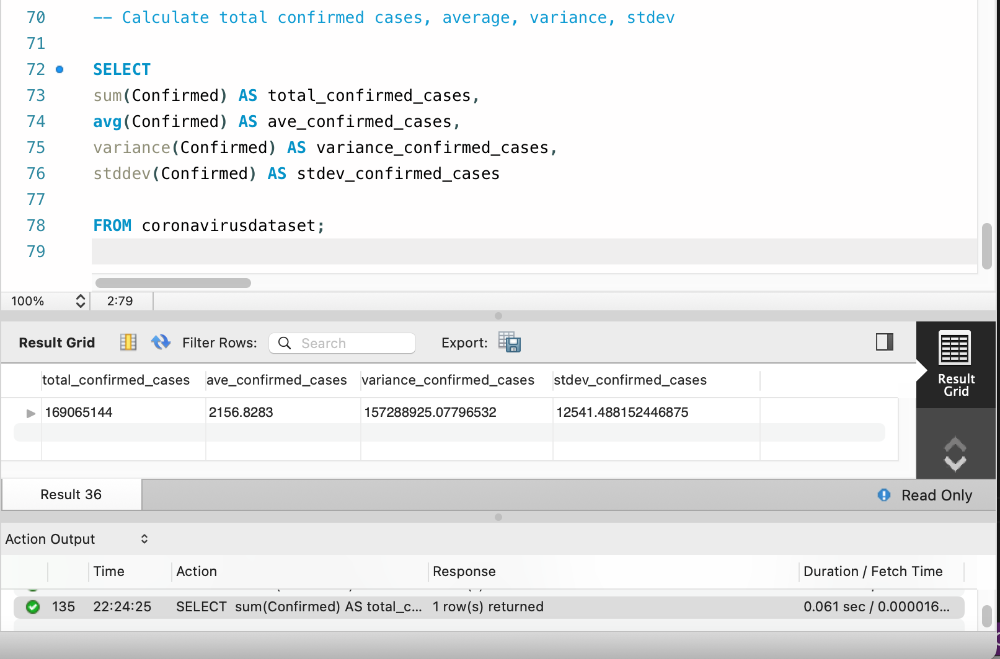 70 -- Calculate total confirmed cases, average, variance, stdev
71
72 SELECT
73 sum(Confirmed) AS total_confirmed_cases,
74 avg(Confirmed) AS ave_confirmed_cases,
75 variance(Confirmed) AS variance_confirmed_cases,
76 stddev(Confirmed) AS stdev_confirmed_cases
77
78 FROM coronavirusdataset;
79
100% 2:79
Result Grid Filter Rows: Search Export:
total_confirmed_cases ave_confirmed_cases variance_confirmed_cases stdev_confirmed_cases
169065144 2156.8283 157288925.07796532 12541.488152446875
Result
Grid
Result 36 Read Only
Action Output
Time Action Response Duration / Fetch Time
135 22:24:25 SELECT sum(Confirmed) AS total_c... 1 row(s) returned 0.061 sec / 0.000016...